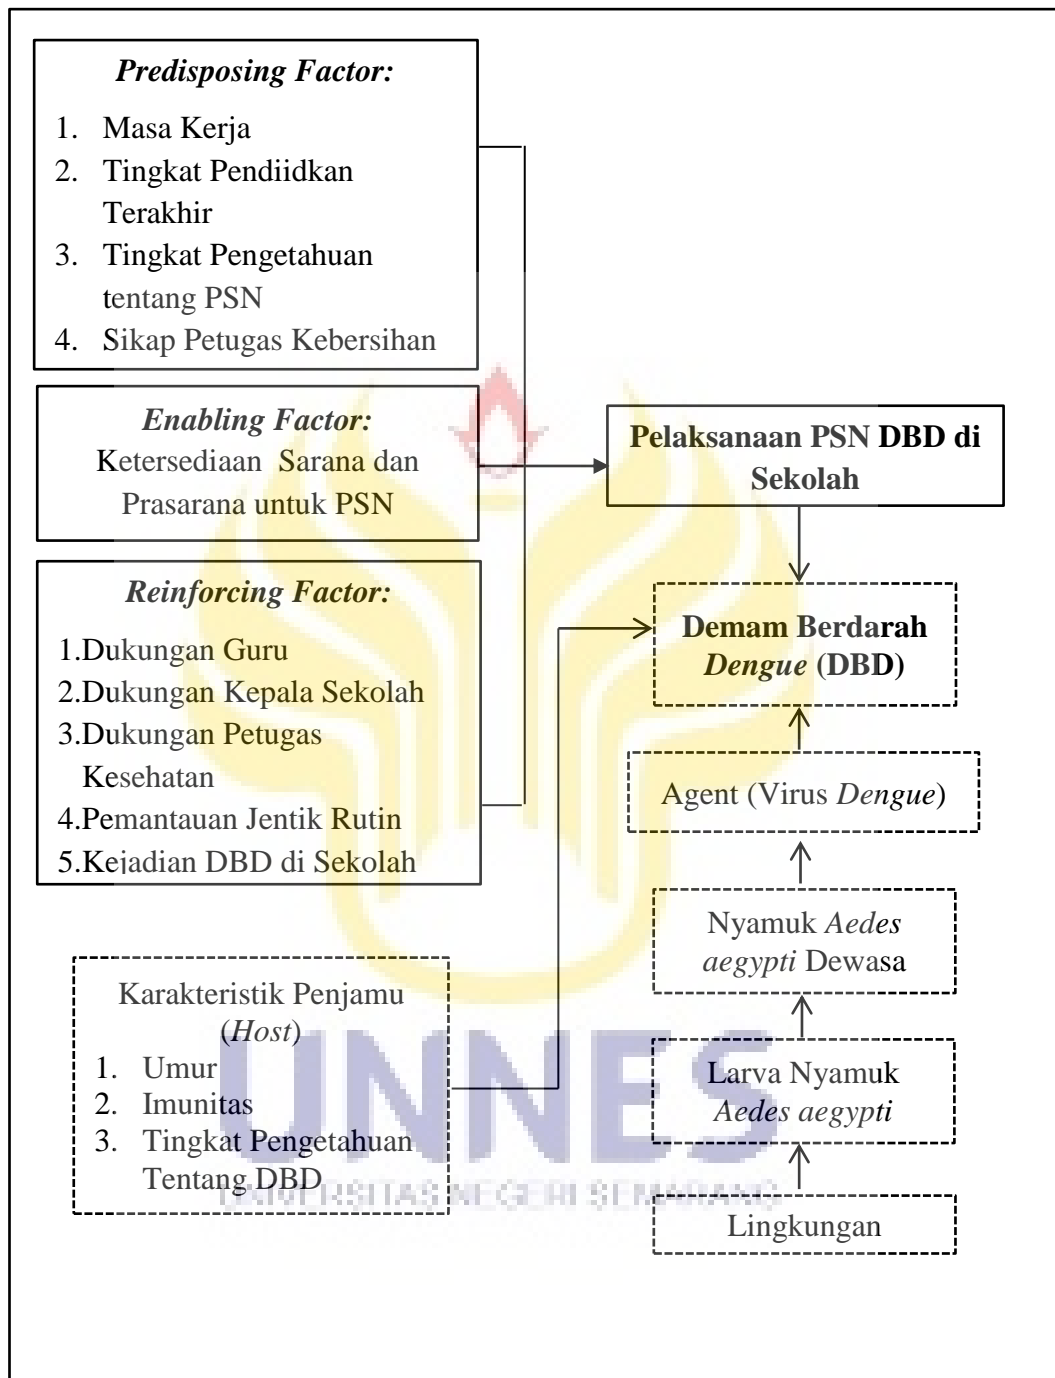 Predisposing Factor:
1. Masa Kerja
2. Tingkat Pendiidkan
Terakhir
3. Tingkat Pengetahuan
tentang PSN
4. Sikap Petugas Kebersihan
Enabling Factor:
Ketersediaan Sarana dan
Prasarana untuk PSN
Reinforcing Factor:
1.Dukungan Guru
2.Dukungan Kepala Sekolah
3.Dukungan Petugas
Kesehatan
4.Pemantauan Jentik Rutin
5.Kejadian DBD di Sekolah
Karakteristik Penjamu
(Host)
1. Umur
2. Imunitas
3. Tingkat Pengetahuan
Tentang DBD
Pelaksanaan PSN DBD di
Sekolah
Demam Berdarah
Dengue (DBD)
Agent (Virus Dengue)
Nyamuk Aedes
aegypti Dewasa
Larva Nyamuk
Aedes aegypti
Lingkungan
UNNES
UNIVERSITAS NEGERI SEMARANG